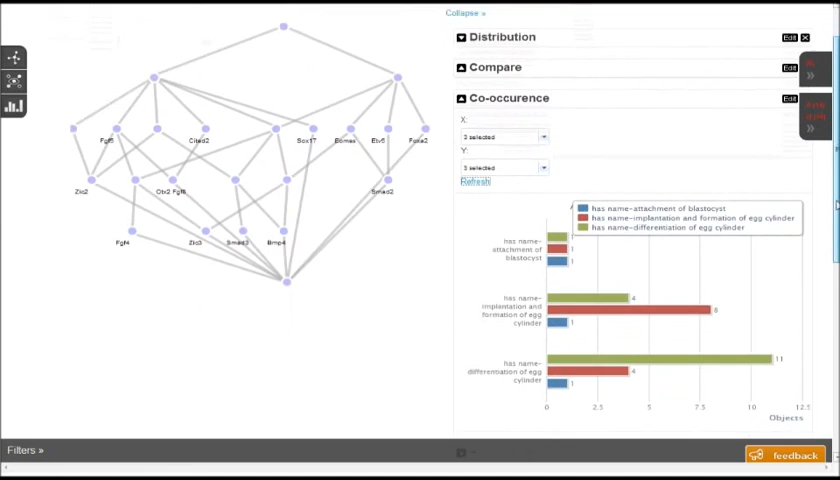 Collapse »
Distribution
Edit
Compare
Edit
Co-occurence
Edit
X:
3 selected
Y:
3 selected
Refresh
Fgf5
Cited2
Sox17
Eomes
Etv5
Foxa2
Zic2
Otx2
Fgf8
Smad2
Fgf4
Zic3
Smad3
Bmp4
has name-attachment of blastocyst
has name-implantation and formation of egg cylinder
has name-differentiation of egg cylinder
has name-
attachment of
blastocyst
1
1
has name-
implantation and
formation of egg
cylinder
4
8
1
has name-
differentiation of egg
cylinder
11
4
1
0
2.5
5
7.5
10
12.5
Objects
Filters »
feedback